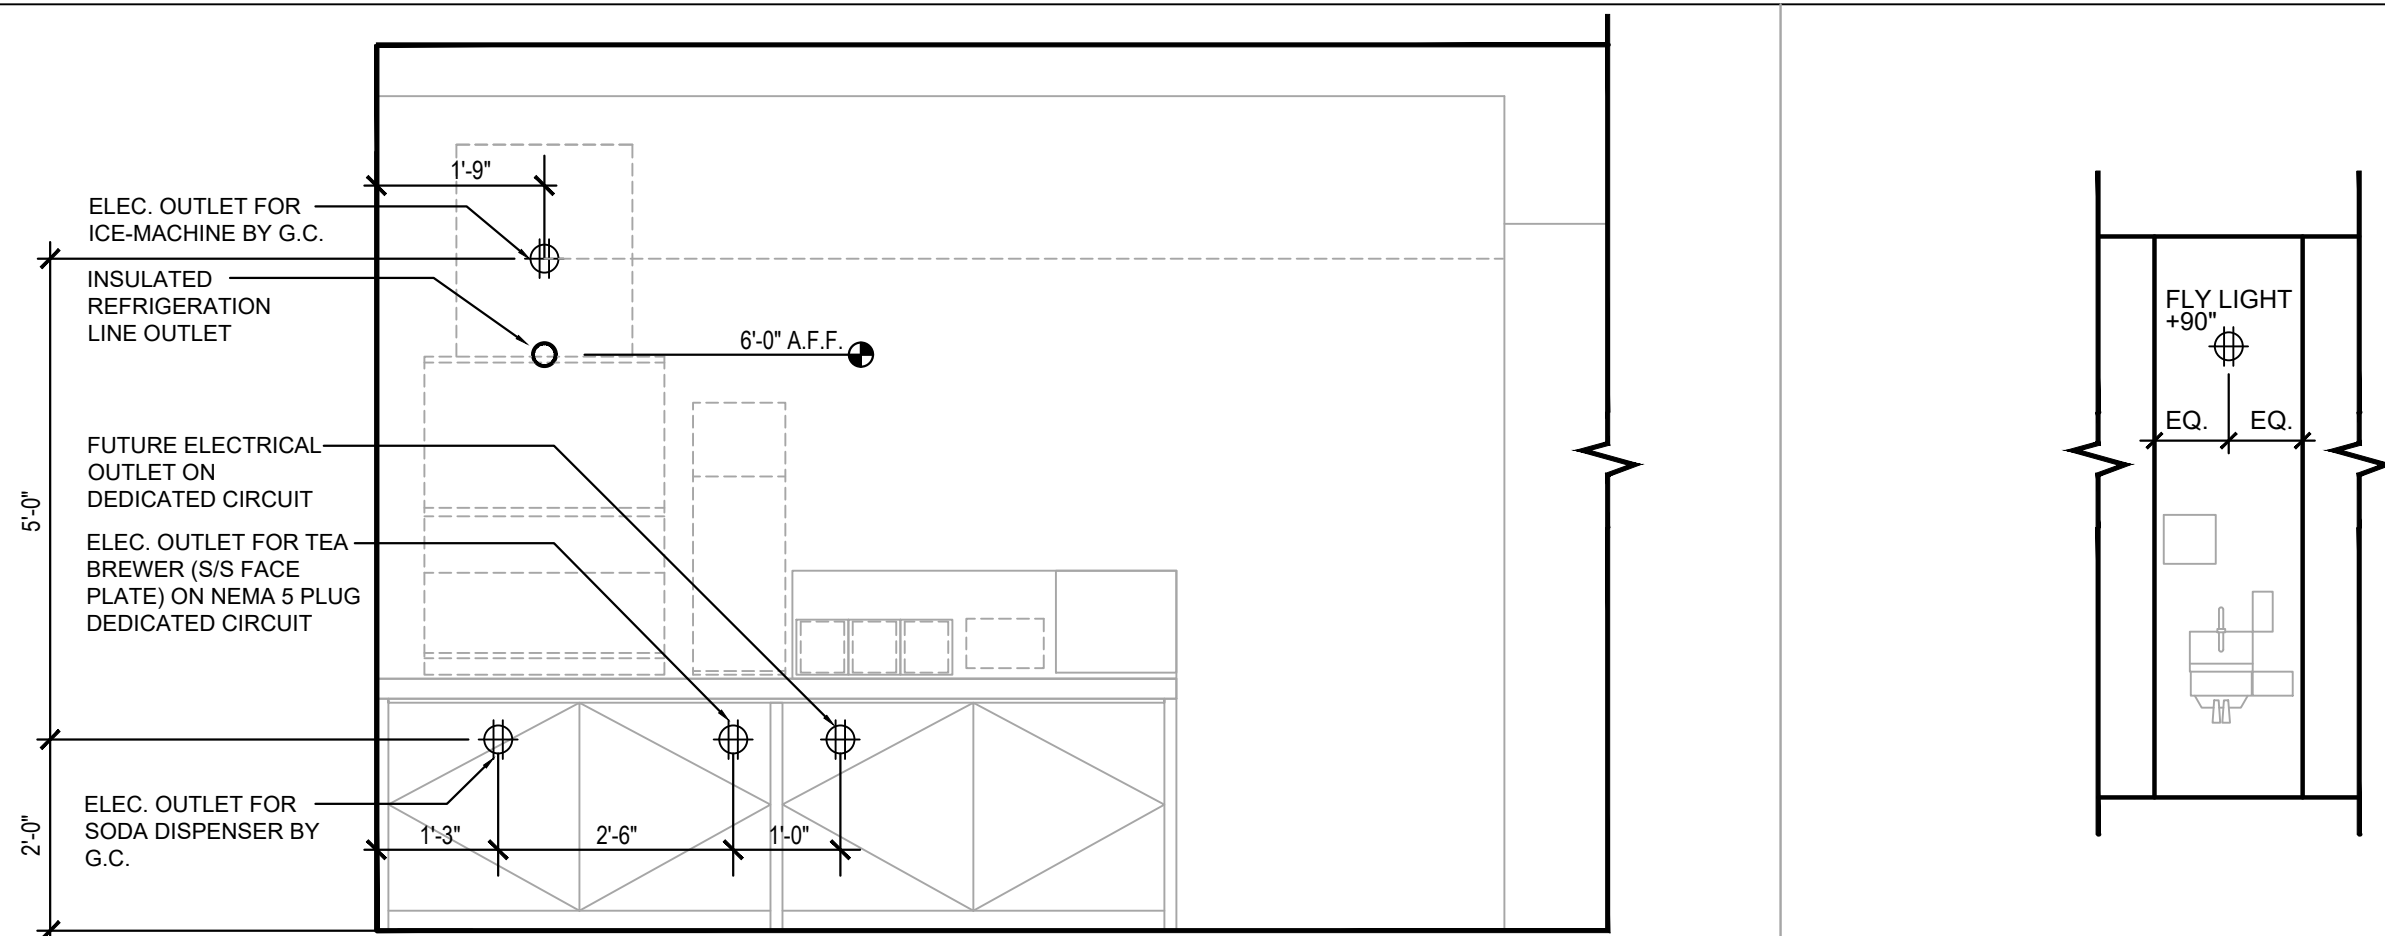 1'-9"
ELEC. OUTLET FOR
ICE-MACHINE BY G.C.
INSULATED
REFRIGERATION
LINE OUTLET
6'-0" A.F.F.
FUTURE ELECTRICAL
OUTLET ON
DEDICATED CIRCUIT
5'-0"
ELEC. OUTLET FOR TEA
BREWER (S/S FACE
PLATE) ON NEMA 5 PLUG
DEDICATED CIRCUIT
ELEC. OUTLET FOR
SODA DISPENSER BY
G.C.
2'-0"
1'-3"
2'-6"
1'-0"
FLY LIGHT
+90"
EQ.
EQ.